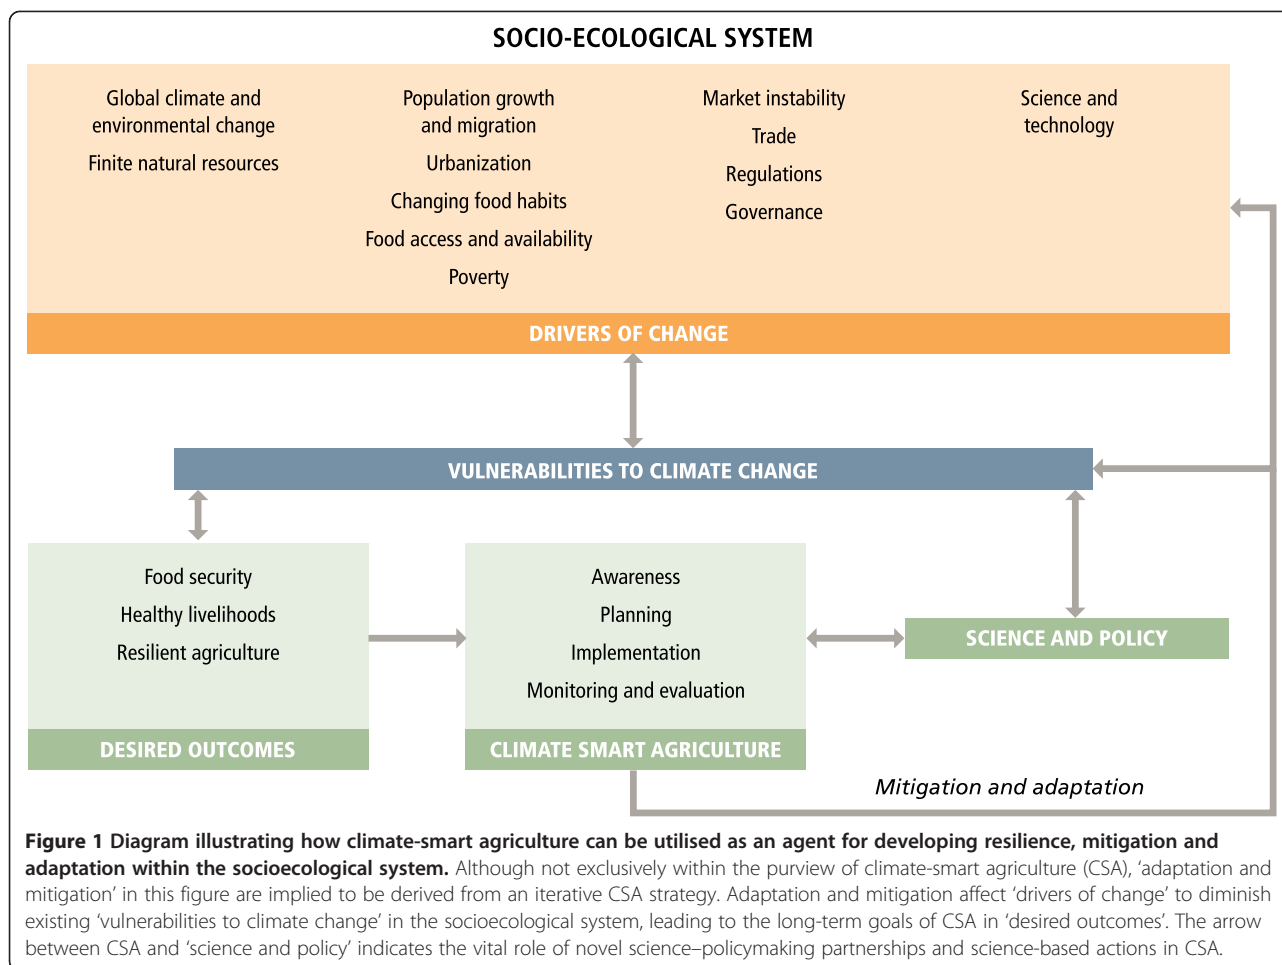 SOCIO-ECOLOGICAL SYSTEM
Global climate and
environmental change
Finite natural resources
Population growth
and migration
Urbanization
Changing food habits
Food access and availability
Poverty
Market instability
Trade
Regulations
Governance
Science and
technology
DRIVERS OF CHANGE
VULNERABILITIES TO CLIMATE CHANGE
Food security
Healthy livelihoods
Resilient agriculture
DESIRED OUTCOMES
Awareness
Planning
Implementation
Monitoring and evaluation
CLIMATE SMART AGRICULTURE
SCIENCE AND POLICY
Mitigation and adaptation
Figure 1 Diagram illustrating how climate-smart agriculture can be utilised as an agent for developing resilience, mitigation and
adaptation within the socioecological system. Although not exclusively within the purview of climate-smart agriculture (CSA), ‘adaptation and
mitigation’ in this figure are implied to be derived from an iterative CSA strategy. Adaptation and mitigation affect ‘drivers of change’ to diminish
existing ‘vulnerabilities to climate change’ in the socioecological system, leading to the long-term goals of CSA in ‘desired outcomes’. The arrow
between CSA and ‘science and policy’ indicates the vital role of novel science–policymaking partnerships and science-based actions in CSA.